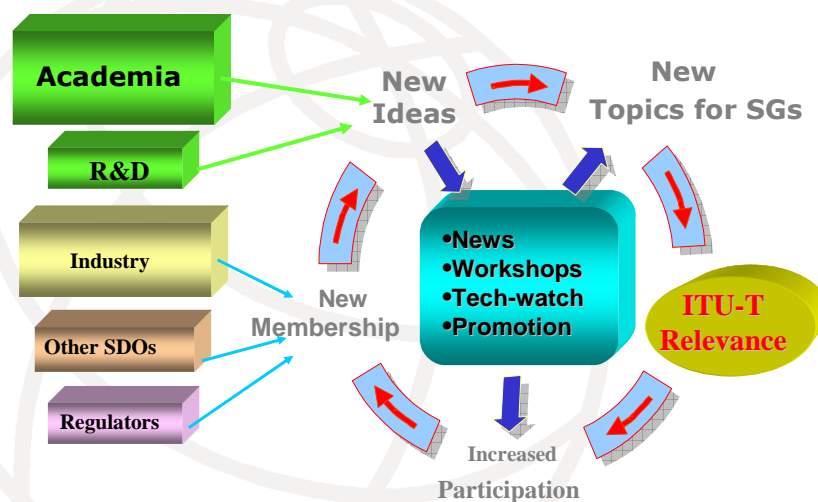 Academia
R&D
Industry
Other SDOs
Regulators
New
Ideas
New
Topics for SGs
•News
•Workshops
•Tech-watch
•Promotion
New
Membership
ITU-T
Relevance
Increased
Participation